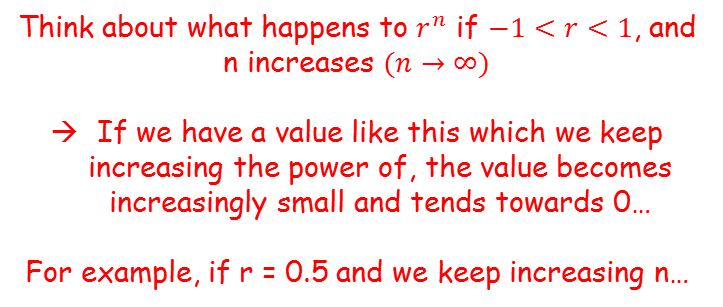 Think about what happens to rⁿ if −1 < r < 1, and
n increases (n → ∞)
→ If we have a value like this which we keep
increasing the power of, the value becomes
increasingly small and tends towards 0…
For example, if r = 0.5 and we keep increasing n…